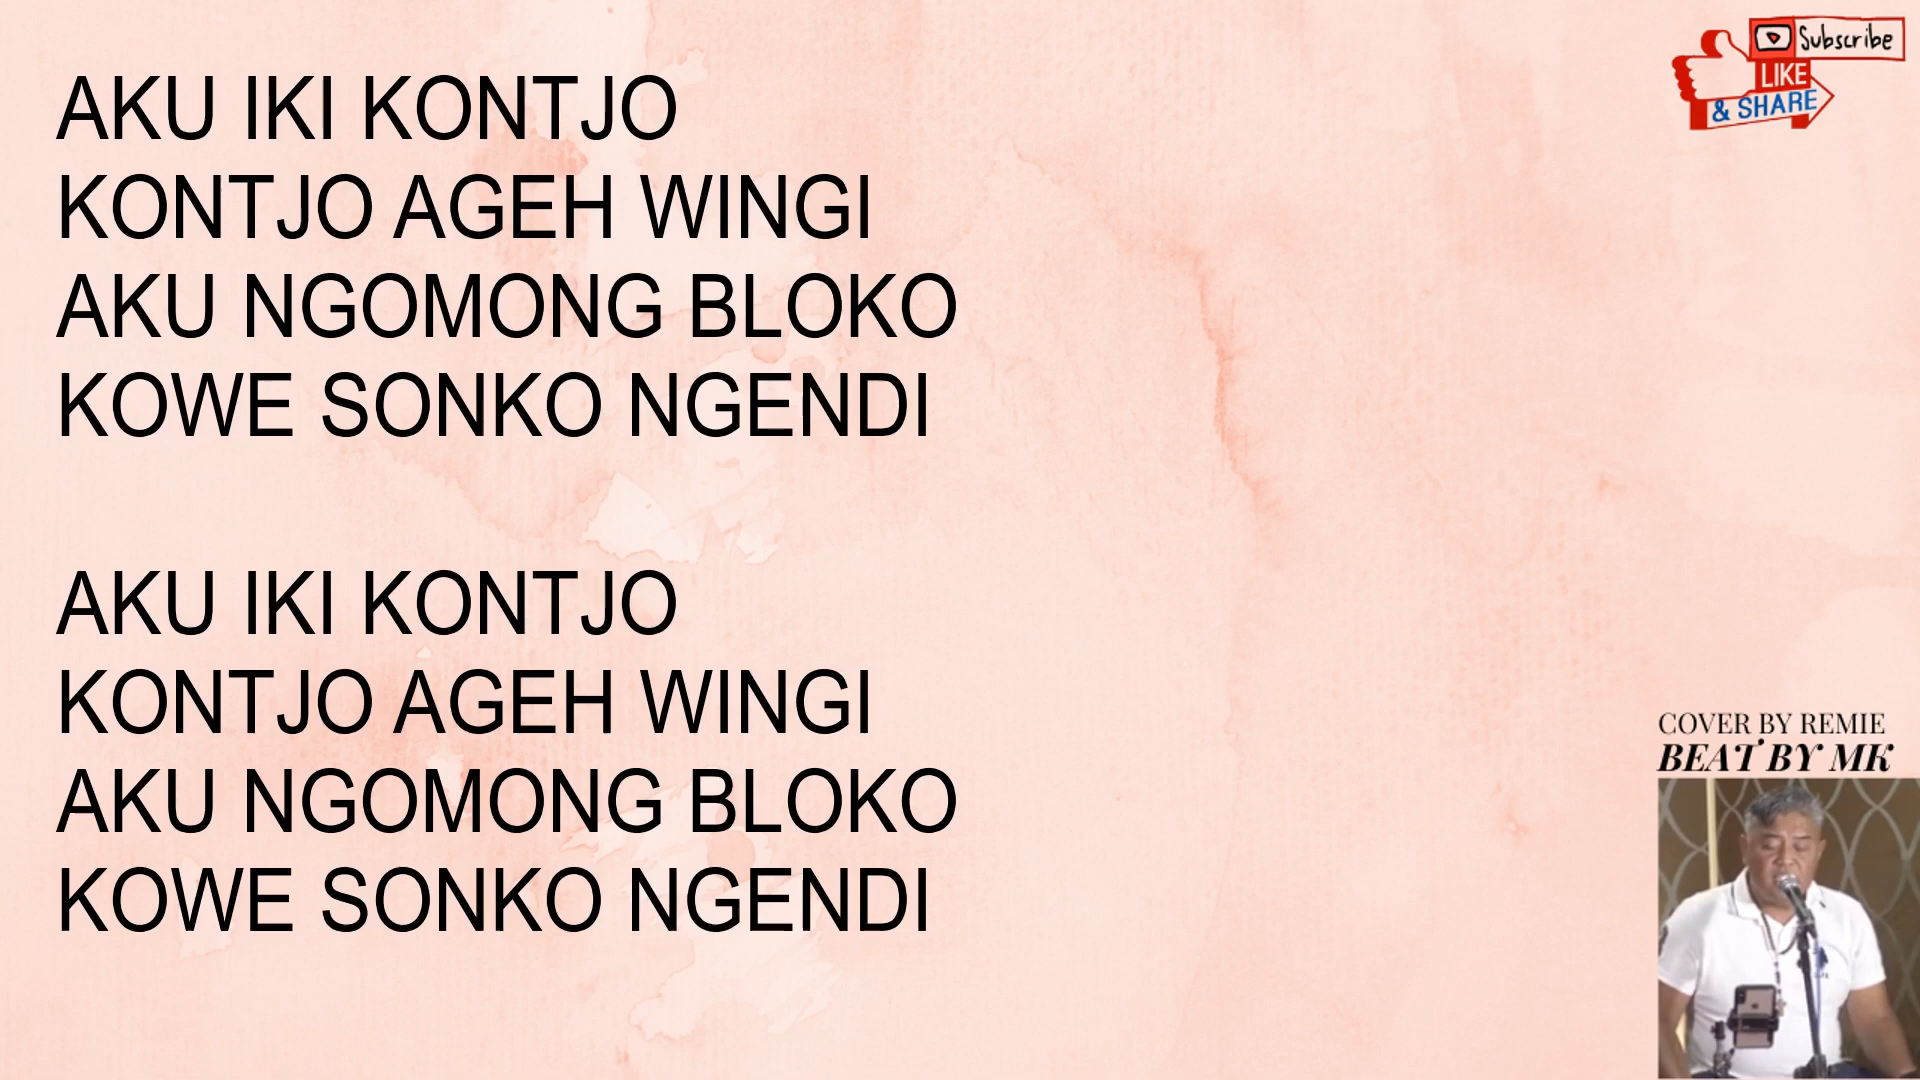 AKU IKI KONTJO
KONTJO AGEH WINGI
AKU NGOMONG BLOKO
KOWE SONKO NGENDI
AKU IKI KONTJO
KONTJO AGEH WINGI
AKU NGOMONG BLOKO
KOWE SONKO NGENDI
Subscribe
LIKE
& SHARE
COVER BY REMIE
BEAT BY MK